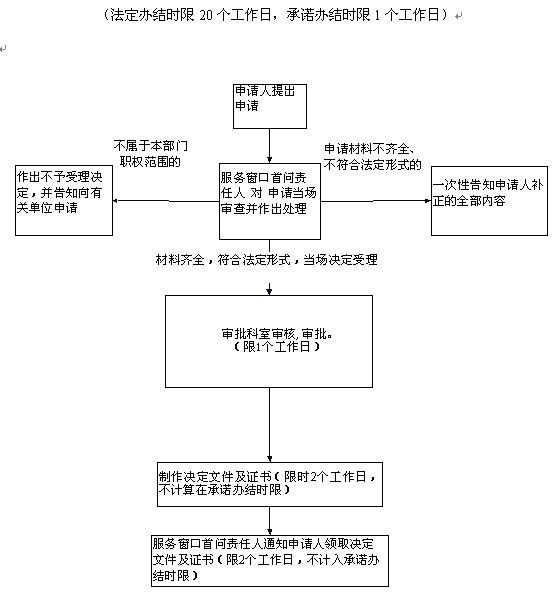 （法定办结时限 20 个工作日，承诺办结时限 1 个工作日）
申请人提出
申请
不属于本部门
职权范围的
申请材料不齐全、
不符合法定形式的
作出不予受理决
定，并告知向有
关单位申请
服务窗口首问责
任人 对 申请当场
审查并作出处理
一次性告知申请人补
正的全部内容
材料齐全，符合法定形式，当场决定受理
审批科室审核, 审批。
（限1个工作日）
制作决定文件及证书（限时2个工作日，
不计算在承诺办结时限）
服务窗口首问责任人通知申请人领取决定
文件及证书（限2个工作日，不计入承诺办
结时限）